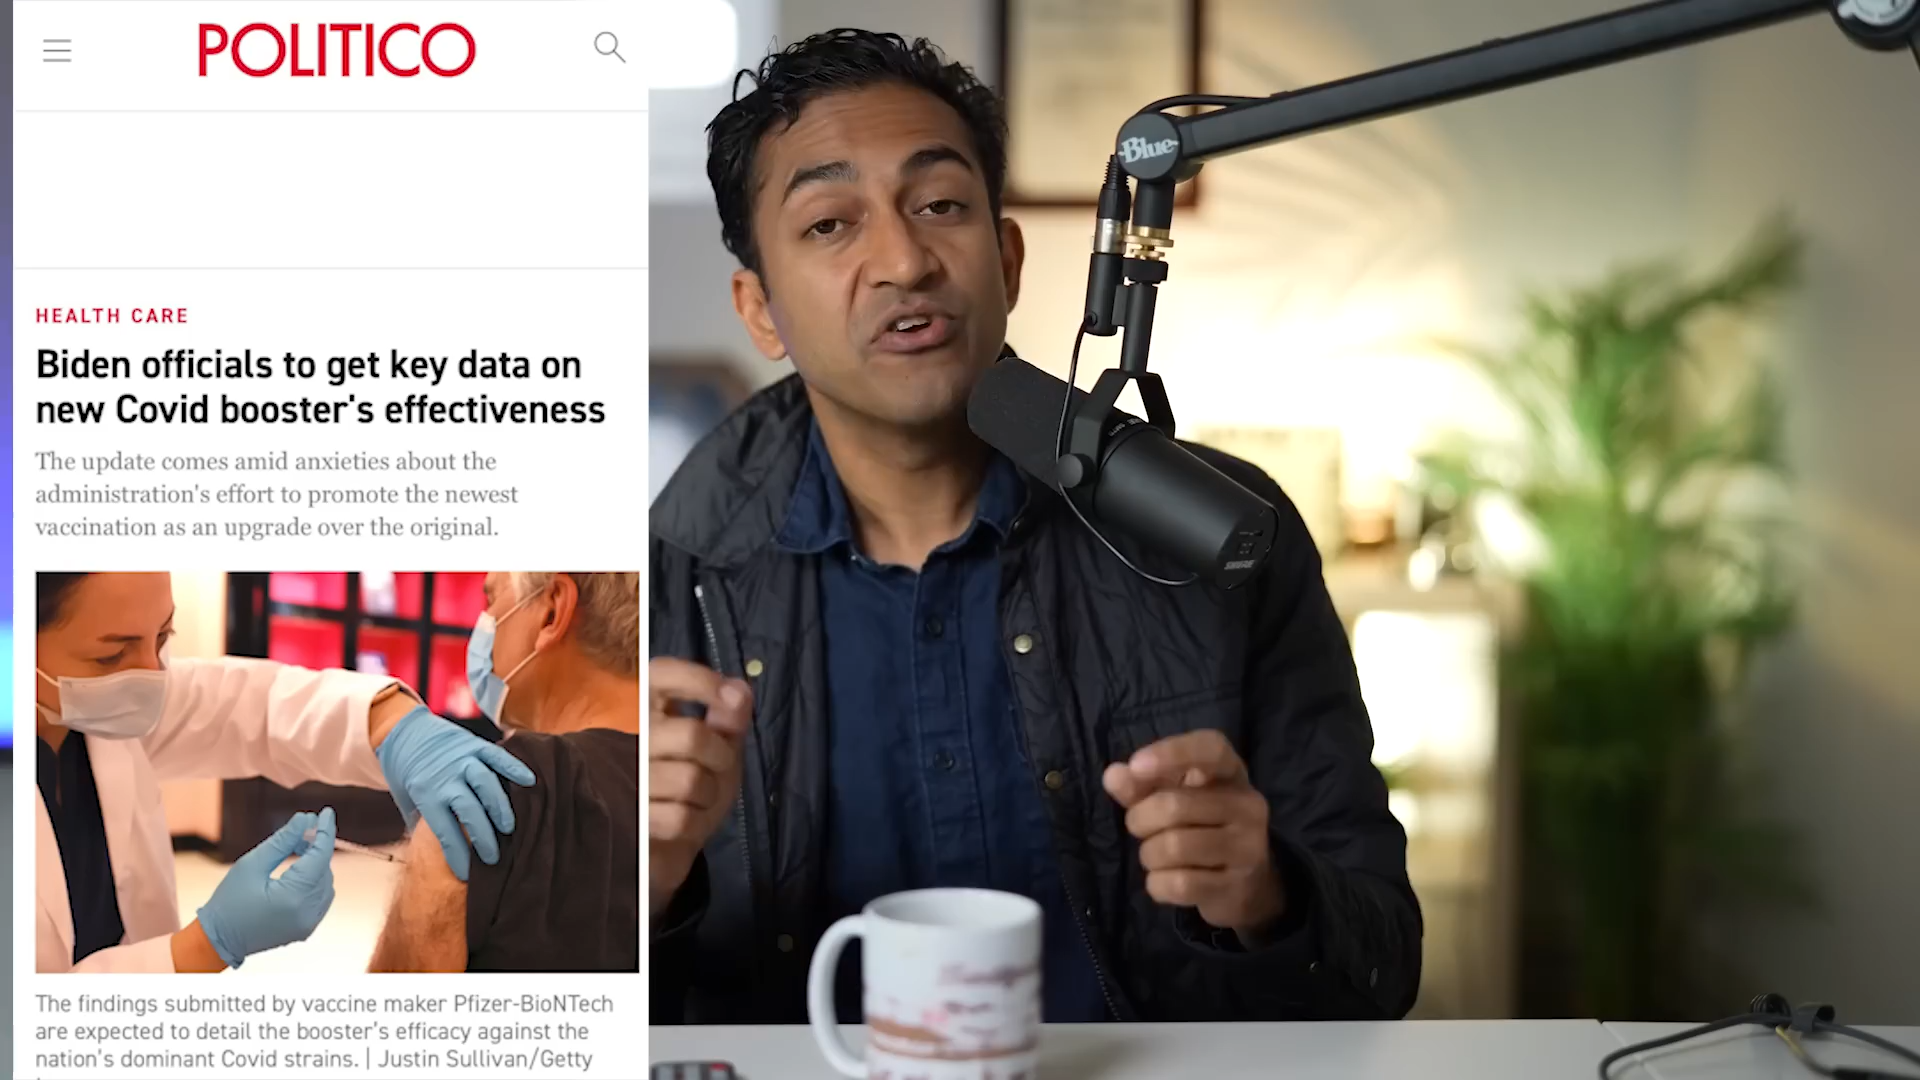 POLITICO
HEALTH CARE
Biden officials to get key data on
new Covid booster's effectiveness
The update comes amid anxieties about the
administration's effort to promote the newest
vaccination as an upgrade over the original.
The findings submitted by vaccine maker Pfizer-BioNTech
are expected to detail the booster's efficacy against the
nation's dominant Covid strains. | Justin Sullivan/Getty
Blue
SHURE